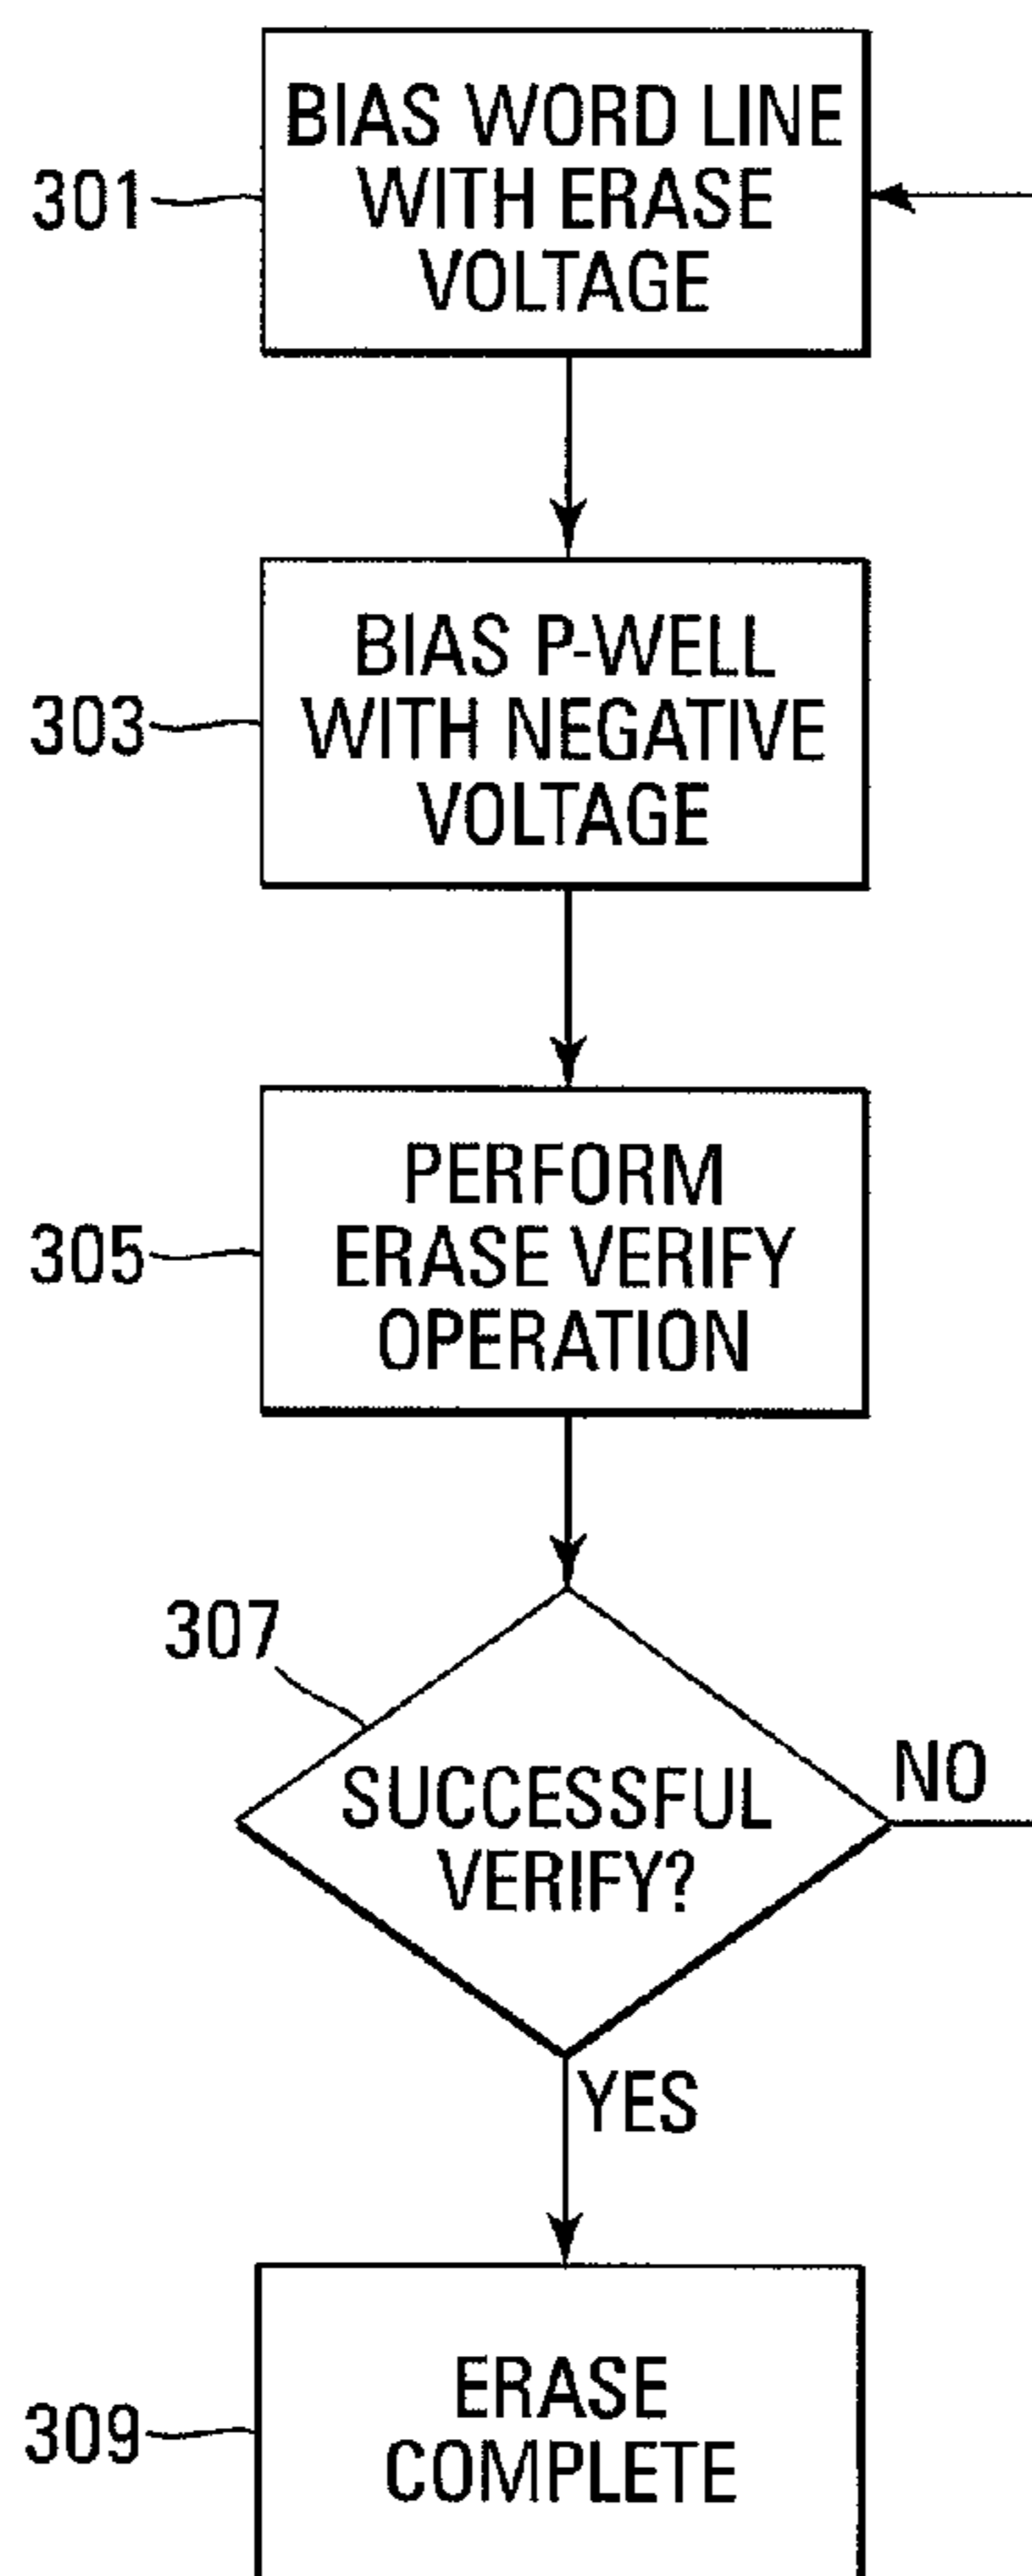 BIAS WORD LINE
WITH ERASE
VOLTAGE
301
BIAS P-WELL
WITH NEGATIVE
VOLTAGE
303
PERFORM
ERASE VERIFY
OPERATION
305
307
SUCCESSFUL
VERIFY?
NO
YES
ERASE
COMPLETE
309